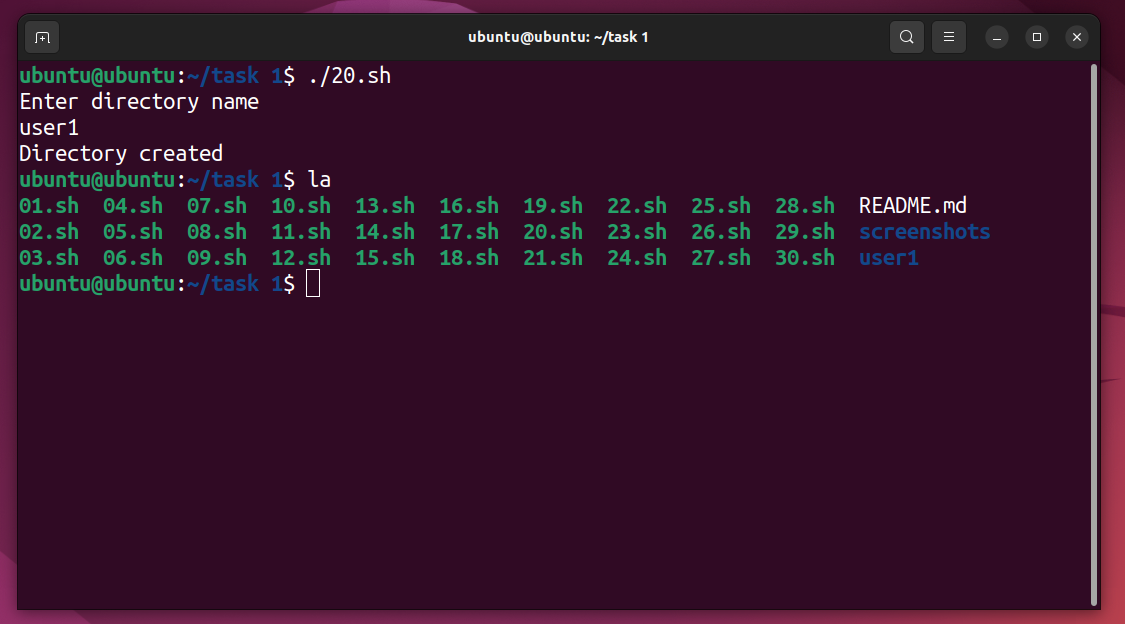 ubuntu@ubuntu: ~/task 1
ubuntu@ubuntu:~/task 1$ ./20.sh
Enter directory name
user1
Directory created
ubuntu@ubuntu:~/task 1$ la
01.sh  04.sh  07.sh  10.sh  13.sh  16.sh  19.sh  22.sh  25.sh  28.sh  README.md
02.sh  05.sh  08.sh  11.sh  14.sh  17.sh  20.sh  23.sh  26.sh  29.sh  screenshots
03.sh  06.sh  09.sh  12.sh  15.sh  18.sh  21.sh  24.sh  27.sh  30.sh  user1
ubuntu@ubuntu:~/task 1$